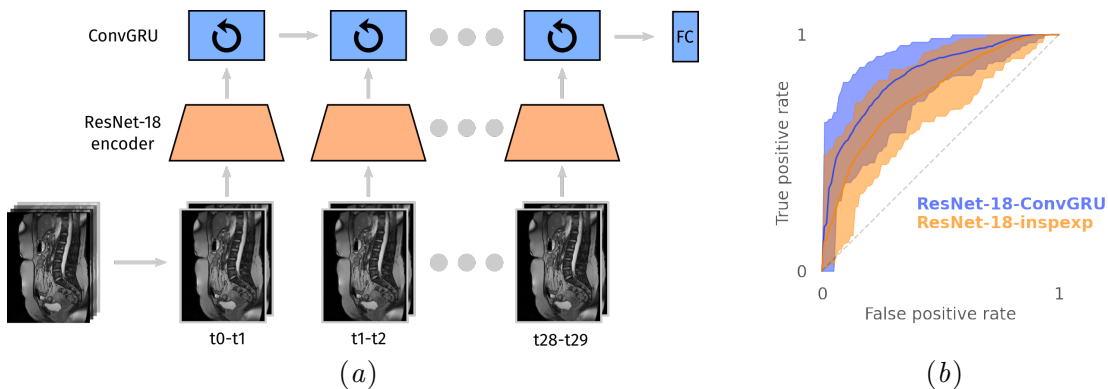 ConvGRU
FC
ResNet-18
encoder
t0-t1
t1-t2
t28-t29
(a)
1
True positive rate
ResNet-18-ConvGRU
ResNet-18-inspexp
0
0
1
False positive rate
(b)